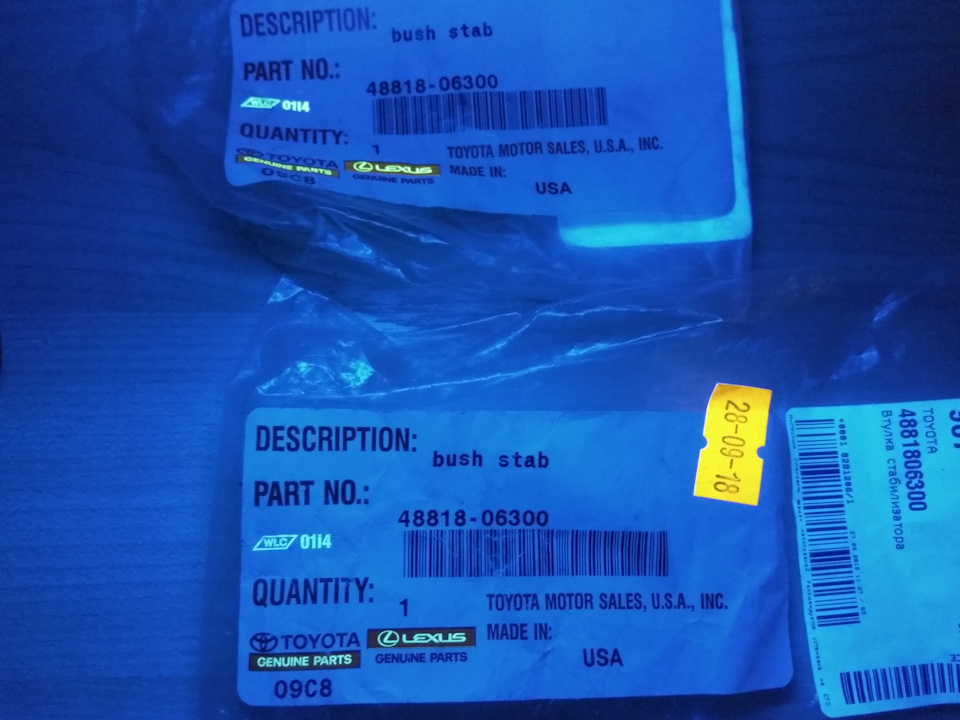 DESCRIPTION:
bush stab
PART NO.:
48818-06300
WLC 01I4
QUANTITY:
1
TOYOTA MOTOR SALES, U.S.A., INC.
TOYOTA
GENUINE PARTS
LEXUS
GENUINE PARTS
MADE IN:
USA
09C8
DESCRIPTION:
bush stab
28-09-18
PART NO.:
48818-06300
WLC 01I4
QUANTITY:
1
TOYOTA MOTOR SALES, U.S.A., INC.
TOYOTA
GENUINE PARTS
LEXUS
GENUINE PARTS
MADE IN:
USA
09C8
TOYOTA
4881806300
Втулка стабилизатора